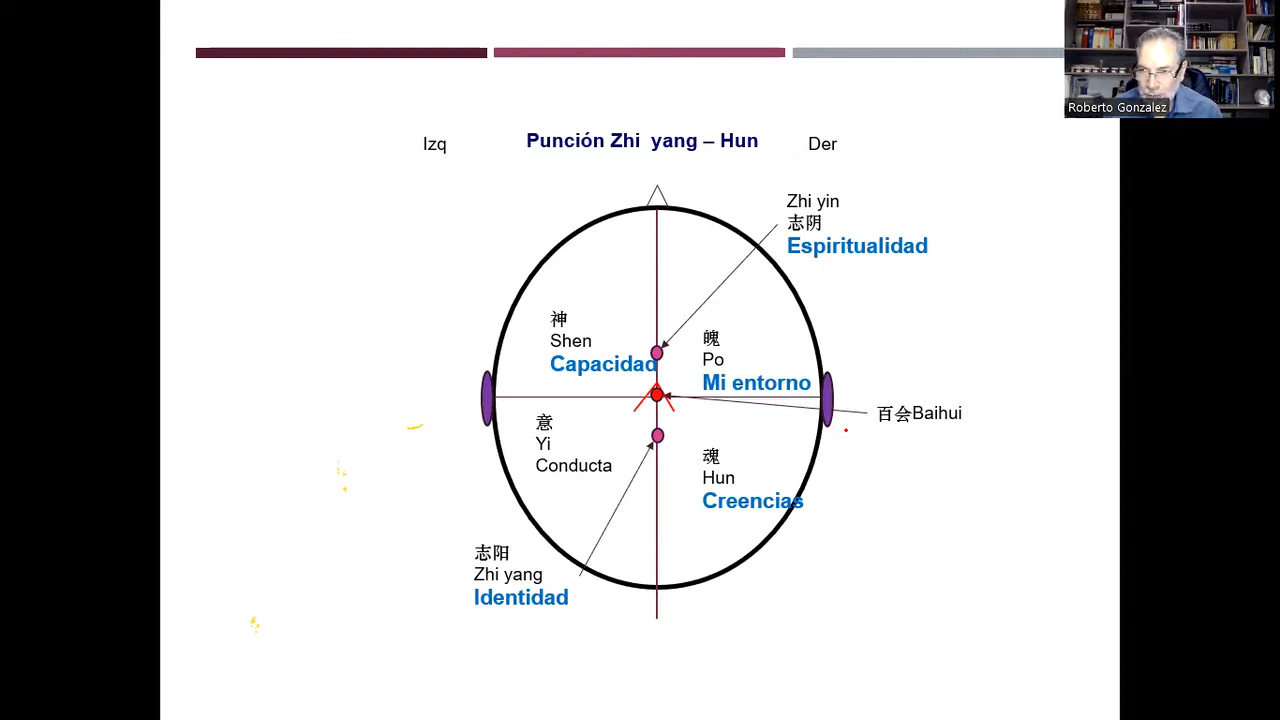 Roberto Gonzalez
Izq
Punción Zhi yang – Hun
Der
Zhi yin
志阴
Espiritualidad
神
Shen
Capacidad
魄
Po
Mi entorno
百会Baihui
意
Yi
Conducta
魂
Hun
Creencias
志阳
Zhi yang
Identidad